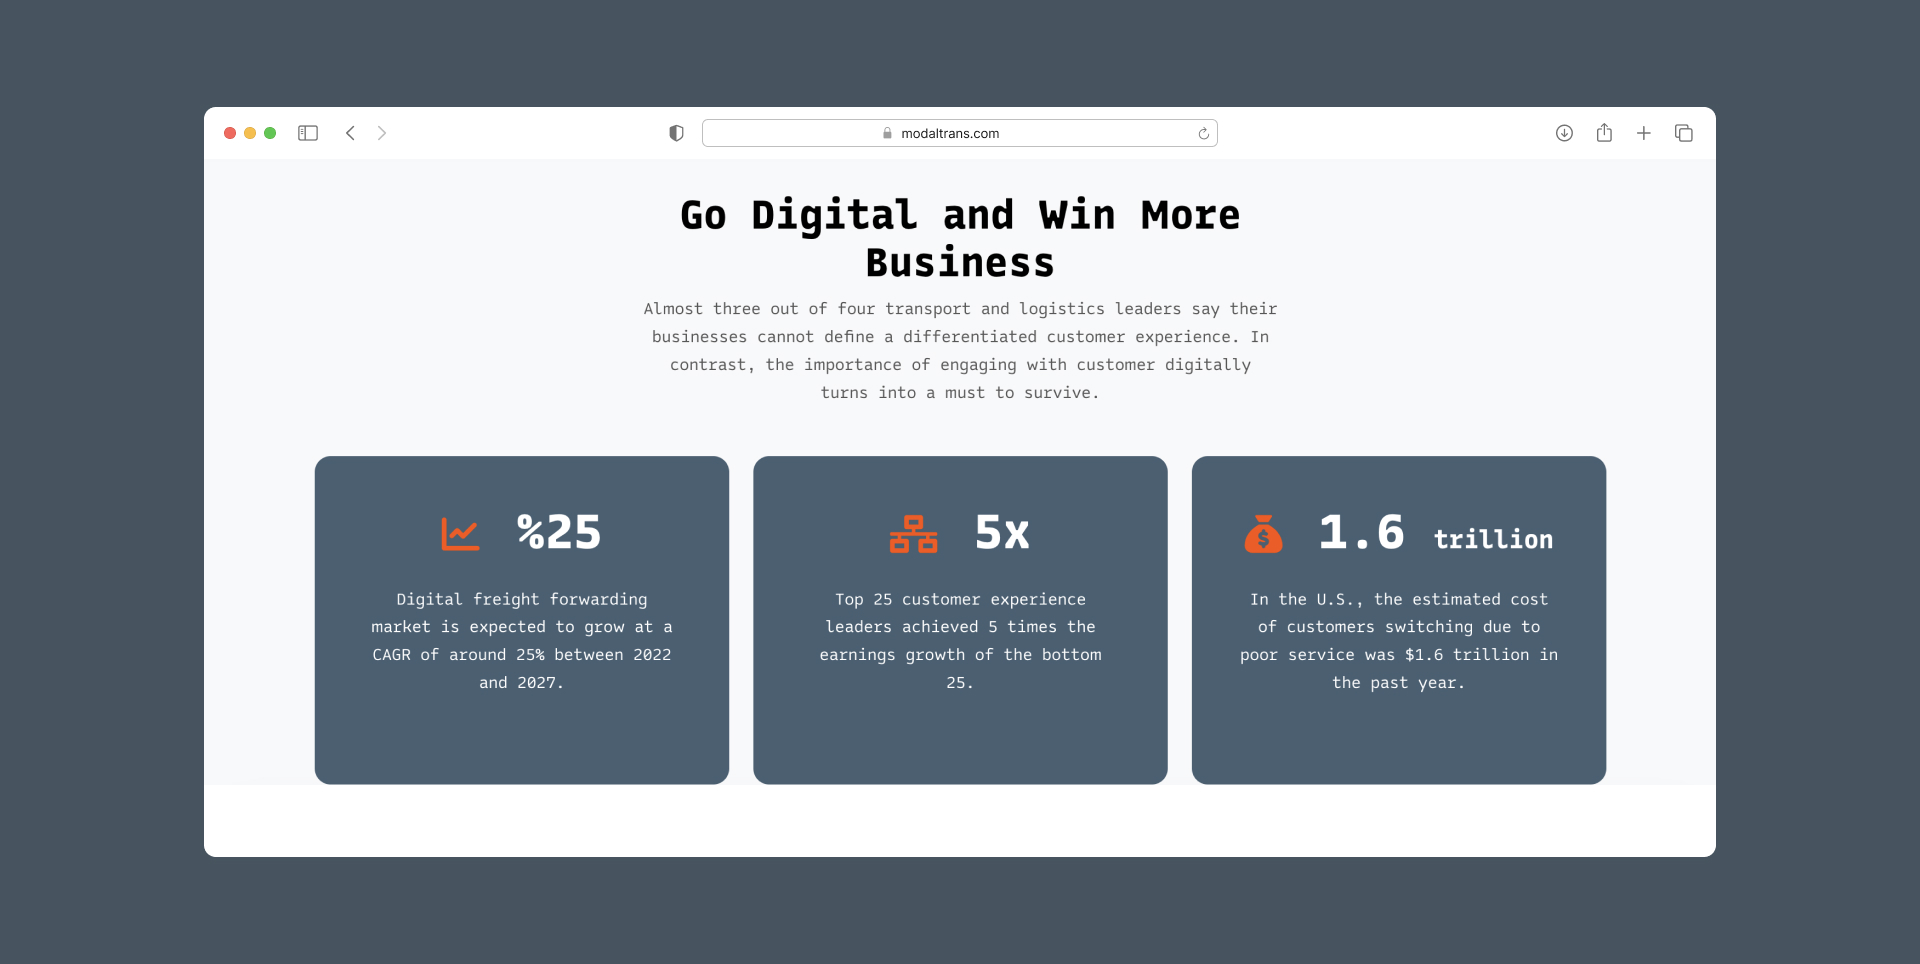 modaltrans.com
Go Digital and Win More
Business
Almost three out of four transport and logistics leaders say their
businesses cannot define a differentiated customer experience. In
contrast, the importance of engaging with customer digitally
turns into a must to survive.
%25
Digital freight forwarding
market is expected to grow at a
CAGR of around 25% between 2022
and 2027.
5x
Top 25 customer experience
leaders achieved 5 times the
earnings growth of the bottom
25.
$
1.6 trillion
In the U.S., the estimated cost
of customers switching due to
poor service was $1.6 trillion in
the past year.